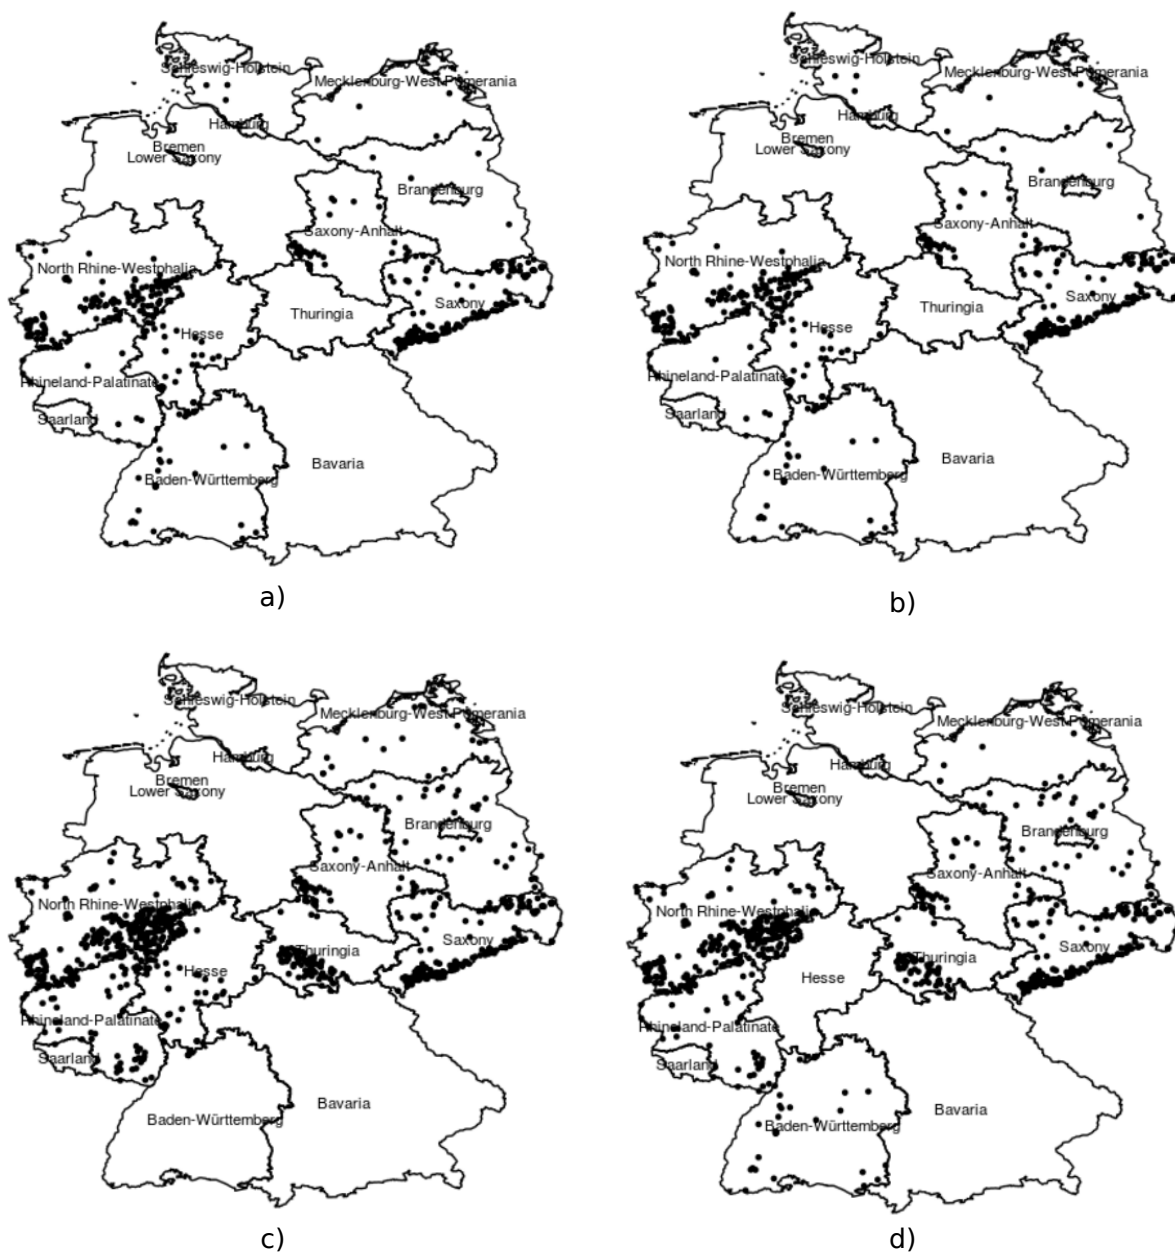 Schleswig-Holstein
Mecklenburg-West Pomerania
Hamburg
Bremen
Lower Saxony
Brandenburg
Saxony-Anhalt
North Rhine-Westphalia
Saxony
Thuringia
Hesse
Rhineland-Palatinate
Saarland
Bavaria
Baden-Württemberg
a)
Schleswig-Holstein
Mecklenburg-West Pomerania
Hamburg
Bremen
Lower Saxony
Brandenburg
Saxony-Anhalt
North Rhine-Westphalia
Saxony
Thuringia
Hesse
Rhineland-Palatinate
Saarland
Bavaria
Baden-Württemberg
b)
Schleswig-Holstein
Mecklenburg-West Pomerania
Hamburg
Bremen
Lower Saxony
Brandenburg
Saxony-Anhalt
North Rhine-Westphalia
Saxony
Thuringia
Hesse
Rhineland-Palatinate
Saarland
Bavaria
Baden-Württemberg
c)
Schleswig-Holstein
Mecklenburg-West Pomerania
Hamburg
Bremen
Lower Saxony
Brandenburg
Saxony-Anhalt
North Rhine-Westphalia
Saxony
Thuringia
Hesse
Rhineland-Palatinate
Saarland
Bavaria
Baden-Württemberg
d)